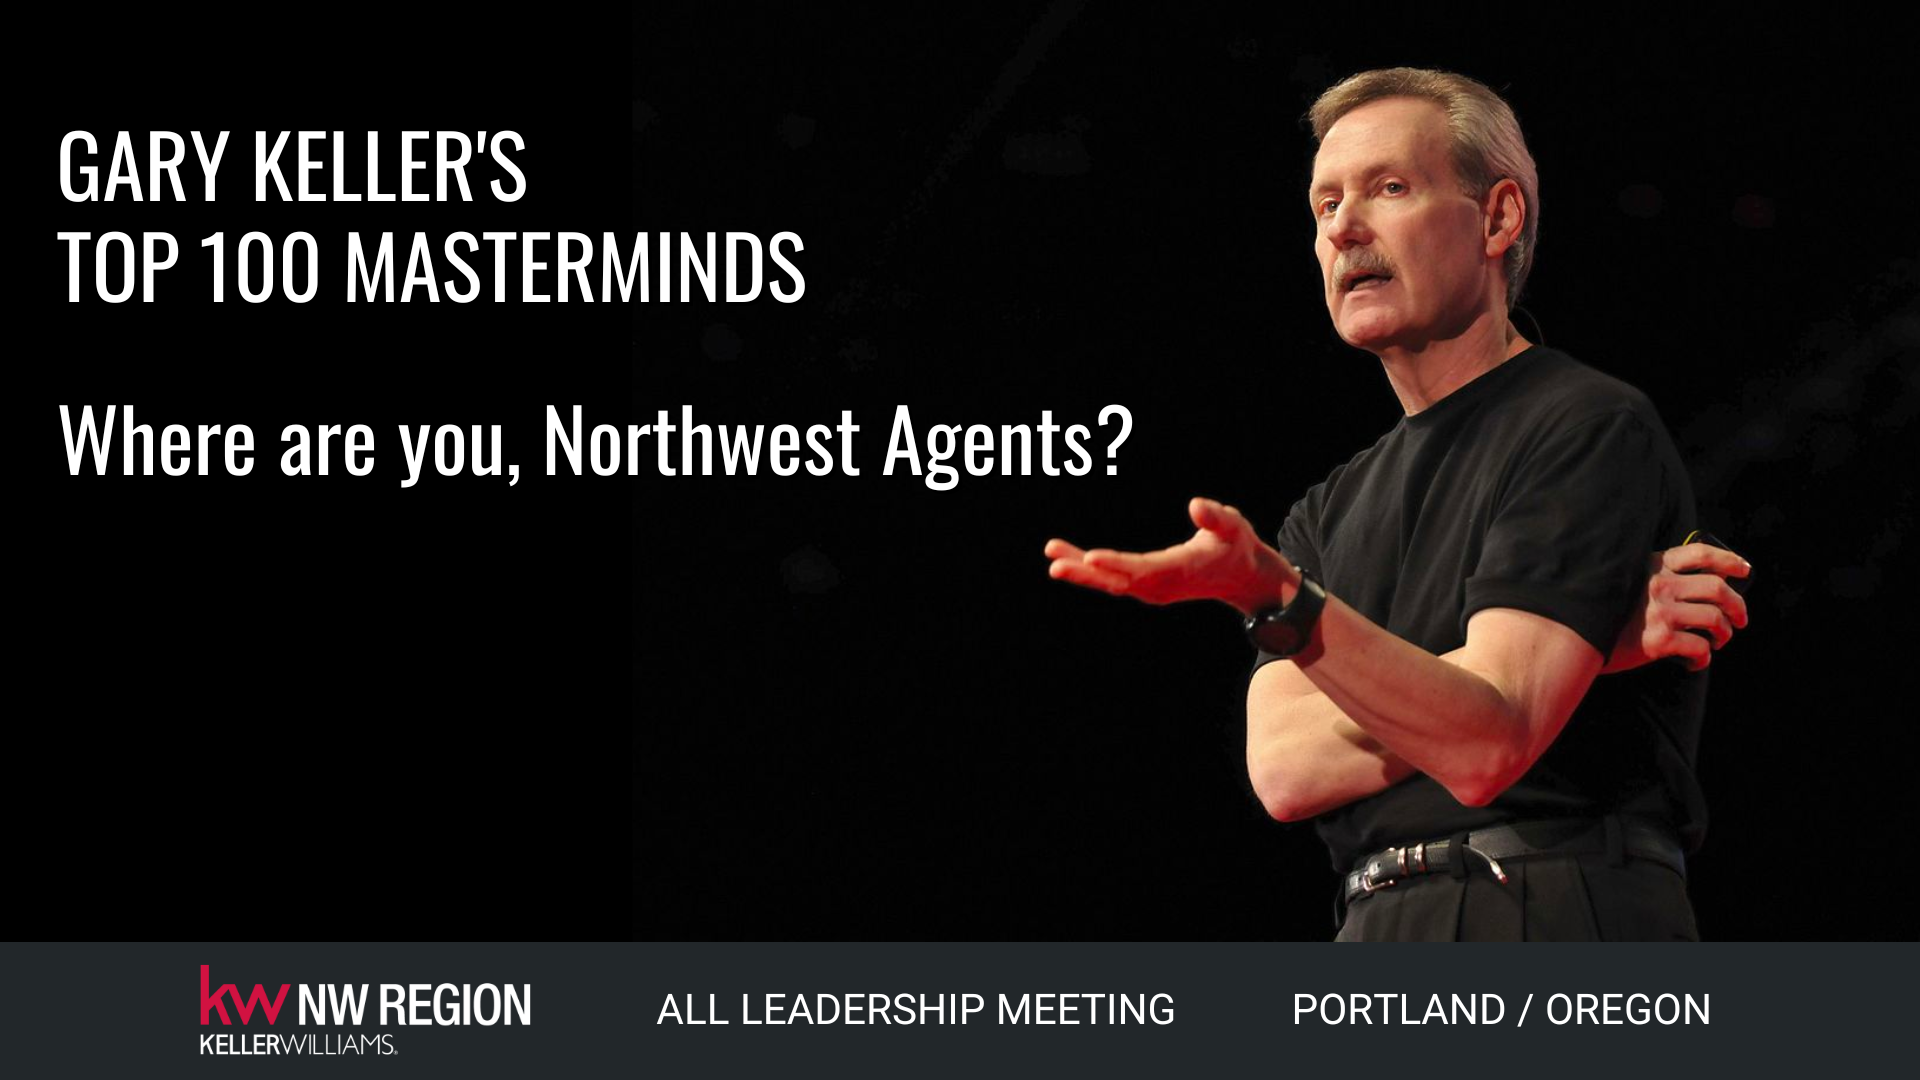 GARY KELLER'S
TOP 100 MASTERMINDS
Where are you, Northwest Agents?
kw NW REGION
KELLERWILLIAMS.
ALL LEADERSHIP MEETING
PORTLAND / OREGON